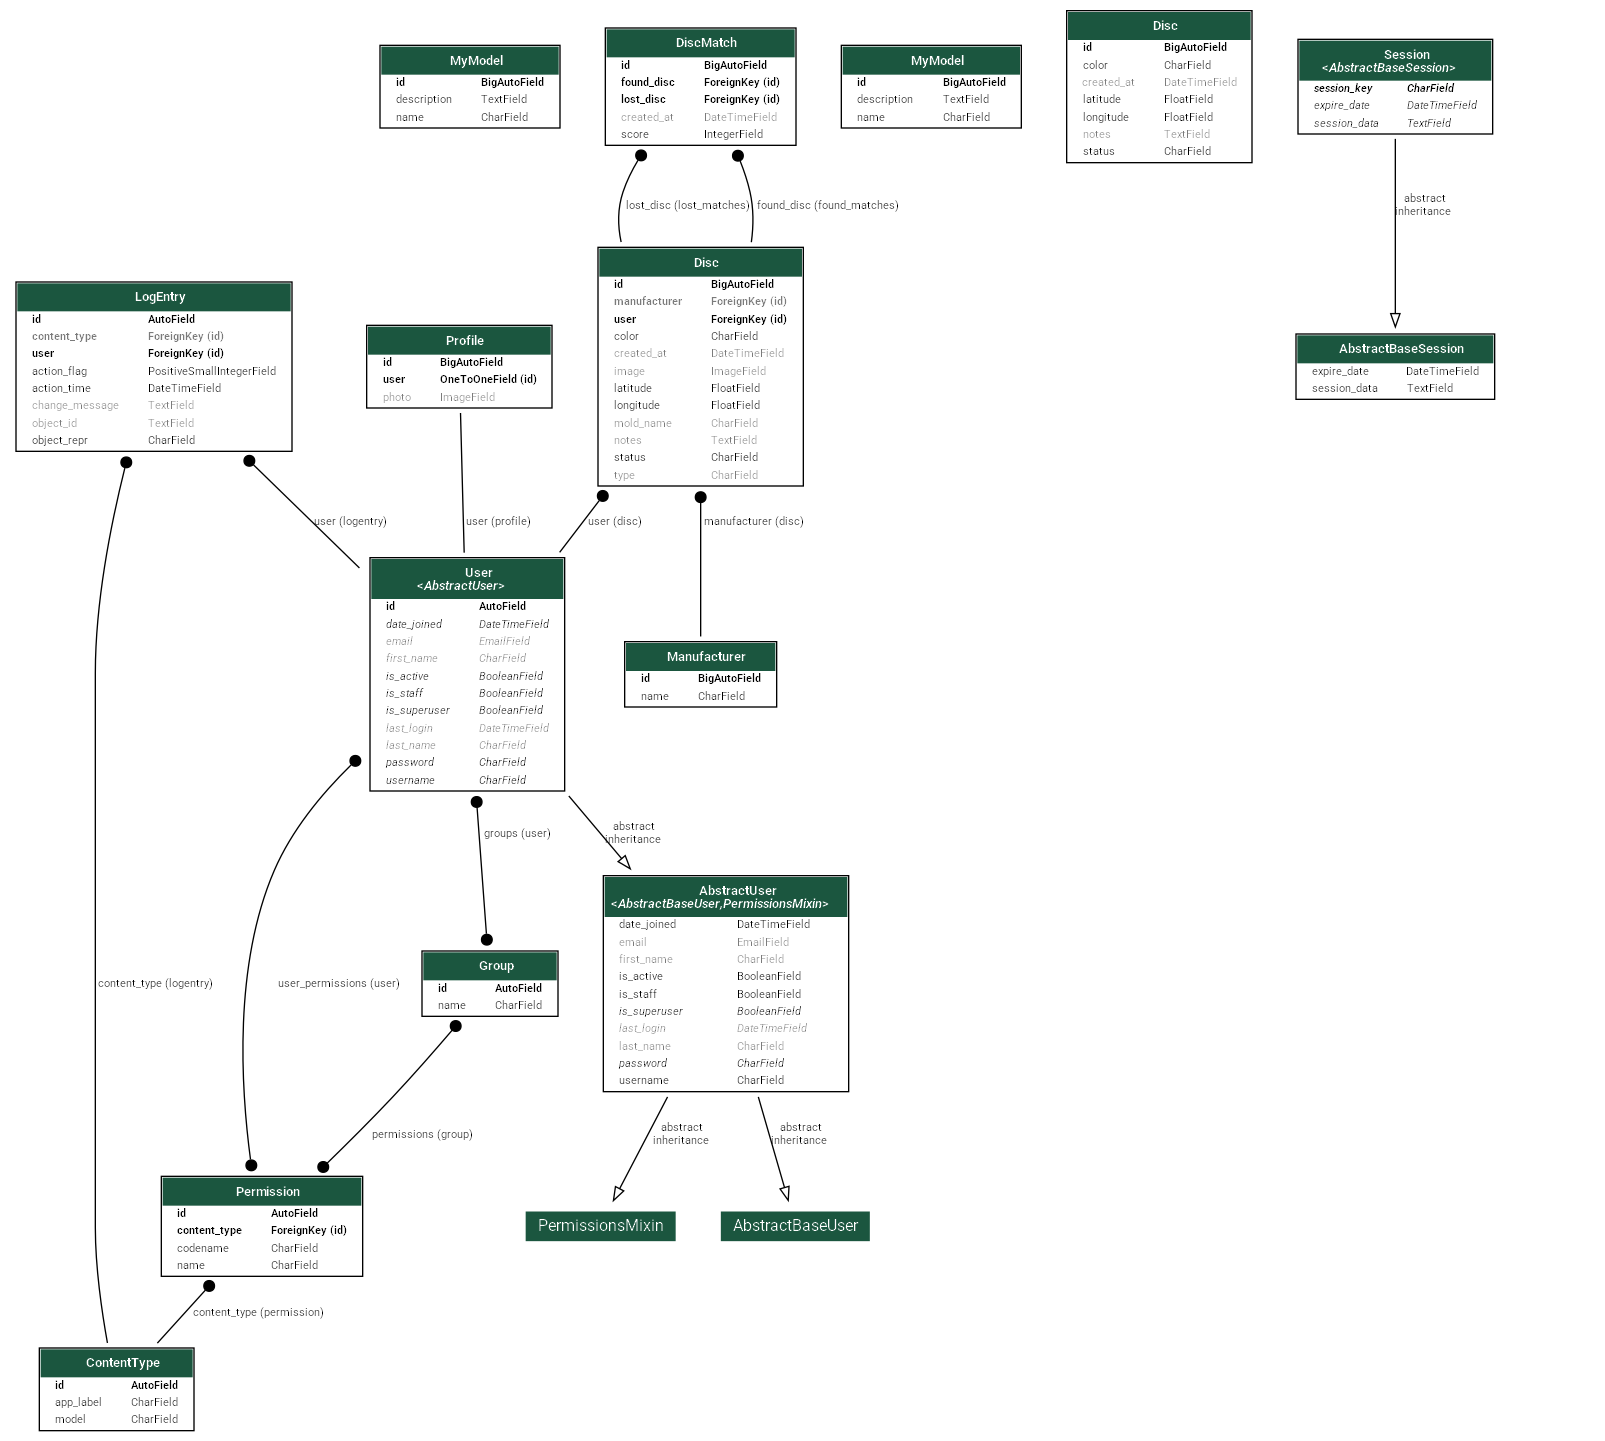 MyModel
id BigAutoField
description TextField
name CharField
DiscMatch
id BigAutoField
found_disc ForeignKey (id)
lost_disc ForeignKey (id)
created_at DateTimeField
score IntegerField
MyModel
id BigAutoField
description TextField
name CharField
Disc
id BigAutoField
color CharField
created_at DateTimeField
latitude FloatField
longitude FloatField
notes TextField
status CharField
Session
<AbstractBaseSession>
session_key CharField
expire_date DateTimeField
session_data TextField
lost_disc (lost_matches)
found_disc (found_matches)
abstract
inheritance
LogEntry
id AutoField
content_type ForeignKey (id)
user ForeignKey (id)
action_flag PositiveSmallIntegerField
action_time DateTimeField
change_message TextField
object_id TextField
object_repr CharField
Profile
id BigAutoField
user OneToOneField (id)
photo ImageField
Disc
id BigAutoField
manufacturer ForeignKey (id)
user ForeignKey (id)
color CharField
created_at DateTimeField
image ImageField
latitude FloatField
longitude FloatField
mold_name CharField
notes TextField
status CharField
type CharField
AbstractBaseSession
expire_date DateTimeField
session_data TextField
user (logentry)
user (profile)
user (disc)
manufacturer (disc)
User
<AbstractUser>
id AutoField
date_joined DateTimeField
email EmailField
first_name CharField
is_active BooleanField
is_staff BooleanField
is_superuser BooleanField
last_login DateTimeField
last_name CharField
password CharField
username CharField
Manufacturer
id BigAutoField
name CharField
groups (user)
abstract
inheritance
AbstractUser
<AbstractBaseUser,PermissionsMixin>
date_joined DateTimeField
email EmailField
first_name CharField
is_active BooleanField
is_staff BooleanField
is_superuser BooleanField
last_login DateTimeField
last_name CharField
password CharField
username CharField
content_type (logentry)
user_permissions (user)
Group
id AutoField
name CharField
permissions (group)
abstract
inheritance
abstract
inheritance
Permission
id AutoField
content_type ForeignKey (id)
codename CharField
name CharField
PermissionsMixin
AbstractBaseUser
content_type (permission)
ContentType
id AutoField
app_label CharField
model CharField